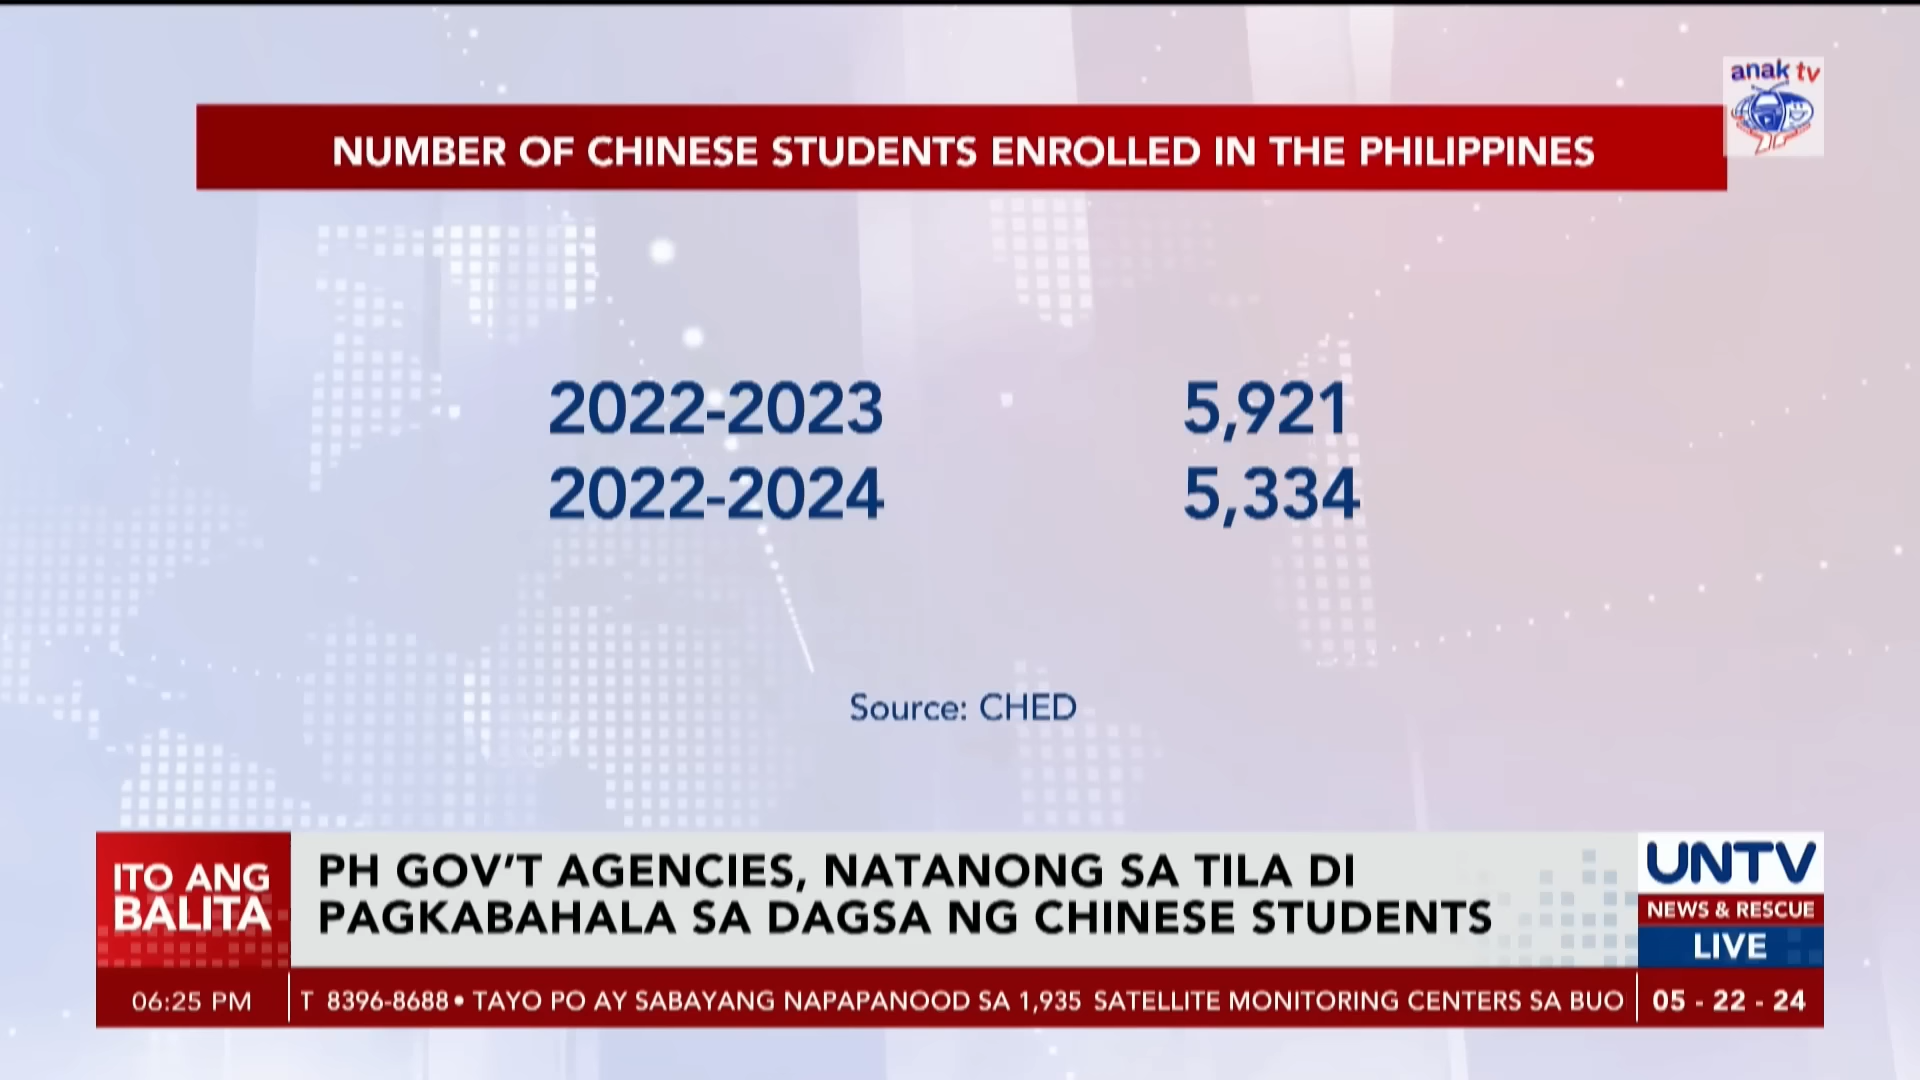 anak tv
NUMBER OF CHINESE STUDENTS ENROLLED IN THE PHILIPPINES
2022-2023 5,921
2022-2024 5,334
Source: CHED
ITO ANG
BALITA
PH GOV'T AGENCIES, NATANONG SA TILA DI
PAGKABAHALA SA DAGSA NG CHINESE STUDENTS
UNTV
NEWS & RESCUE
LIVE
06:25 PM
T 8396-8688 • TAYO PO AY SABAYANG NAPAPANOOD SA 1,935 SATELLITE MONITORING CENTERS SA BUO
05 - 22 - 24